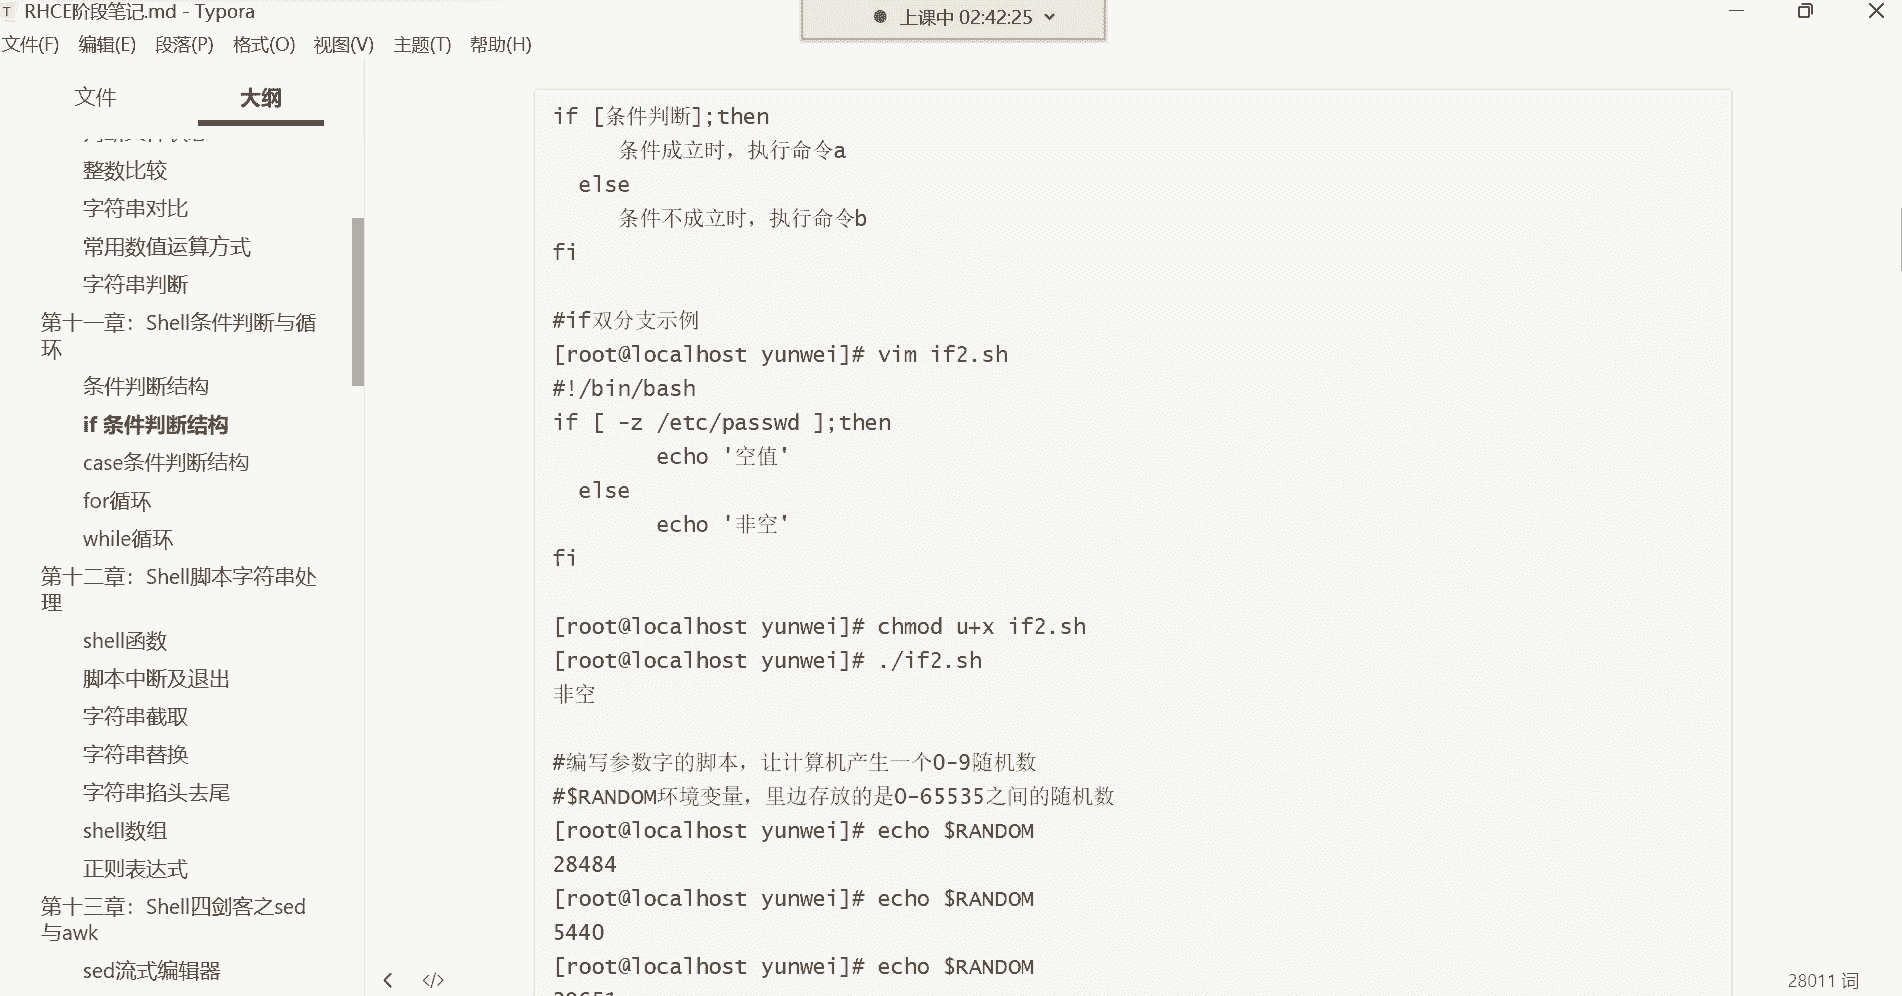 RHCE阶段笔记.md - Typora
上课中 02:42:25
文件(F) 编辑(E) 段落(P) 格式(O) 视图(V) 主题(T) 帮助(H)
文件 大纲
整数比较
字符串对比
常用数值运算方式
字符串判断
第十一章：Shell条件判断与循
环
条件判断结构
if 条件判断结构
case条件判断结构
for循环
while循环
第十二章：Shell脚本字符串处
理
shell函数
脚本中断及退出
字符串截取
字符串替换
字符串掐头去尾
shell数组
正则表达式
第十三章：Shell四剑客之sed
与awk
sed流式编辑器
if [条件判断];then
条件成立时，执行命令a
else
条件不成立时，执行命令b
fi
#if双分支示例
[root@localhost yunwei]# vim if2.sh
#!/bin/bash
if [ -z /etc/passwd ];then
echo '空值'
else
echo '非空'
fi
[root@localhost yunwei]# chmod u+x if2.sh
[root@localhost yunwei]# ./if2.sh
非空
#编写参数字的脚本，让计算机产生一个0-9随机数
#$RANDOM环境变量，里边存放的是0-65535之间的随机数
[root@localhost yunwei]# echo $RANDOM
28484
[root@localhost yunwei]# echo $RANDOM
5440
[root@localhost yunwei]# echo $RANDOM
28011 词